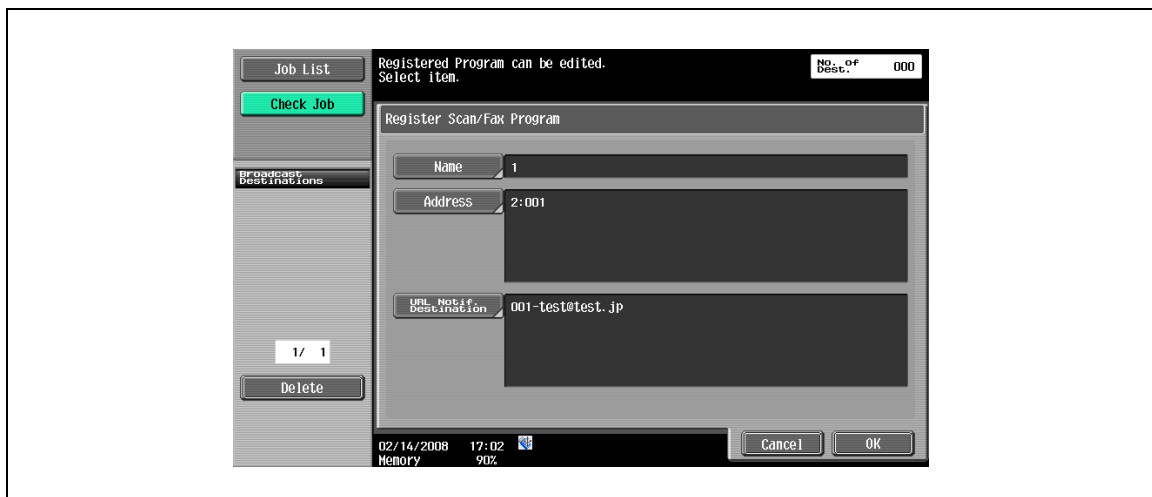 Job List
Check Job
Broadcast
Destinations
1/ 1
Delete
Registered Program can be edited.
Select item.
No. of
Dest.
000
Register Scan/Fax Program
Name
1
Address
2:001
URL Notif.
Destination
001-test@test.jp
02/14/2008 17:02
Memory 90%
Cancel
OK